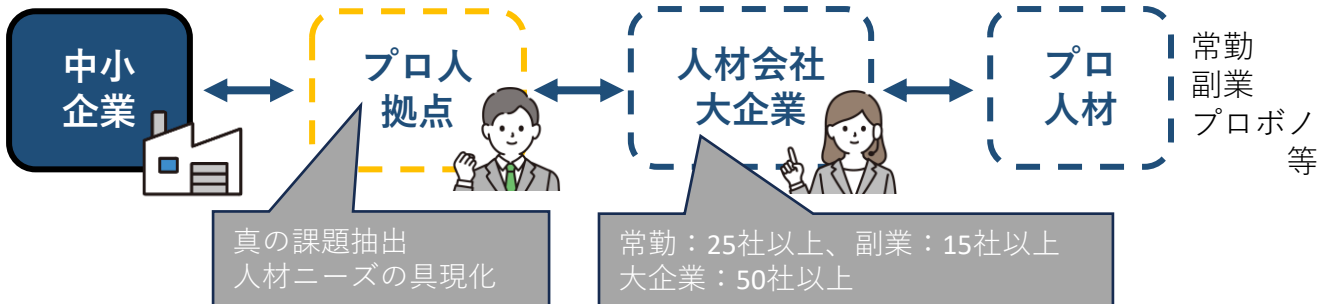 中小
企業
プロ人
拠点
人材会社
大企業
プロ
人材
常勤
副業
プロボノ
等
真の課題抽出
人材ニーズの具現化
常勤：25社以上、副業：15社以上
大企業：50社以上